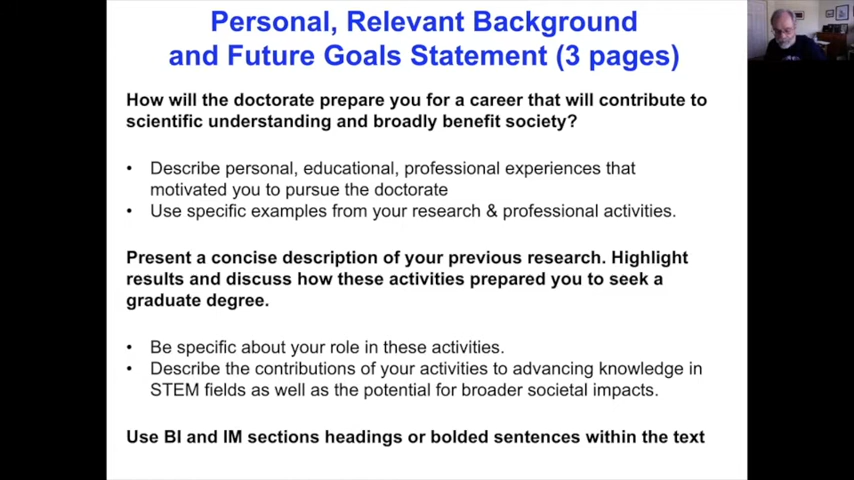 Personal, Relevant Background
and Future Goals Statement (3 pages)
How will the doctorate prepare you for a career that will contribute to
scientific understanding and broadly benefit society?
• Describe personal, educational, professional experiences that
motivated you to pursue the doctorate
• Use specific examples from your research & professional activities.
Present a concise description of your previous research. Highlight
results and discuss how these activities prepared you to seek a
graduate degree.
• Be specific about your role in these activities.
• Describe the contributions of your activities to advancing knowledge in
STEM fields as well as the potential for broader societal impacts.
Use BI and IM sections headings or bolded sentences within the text